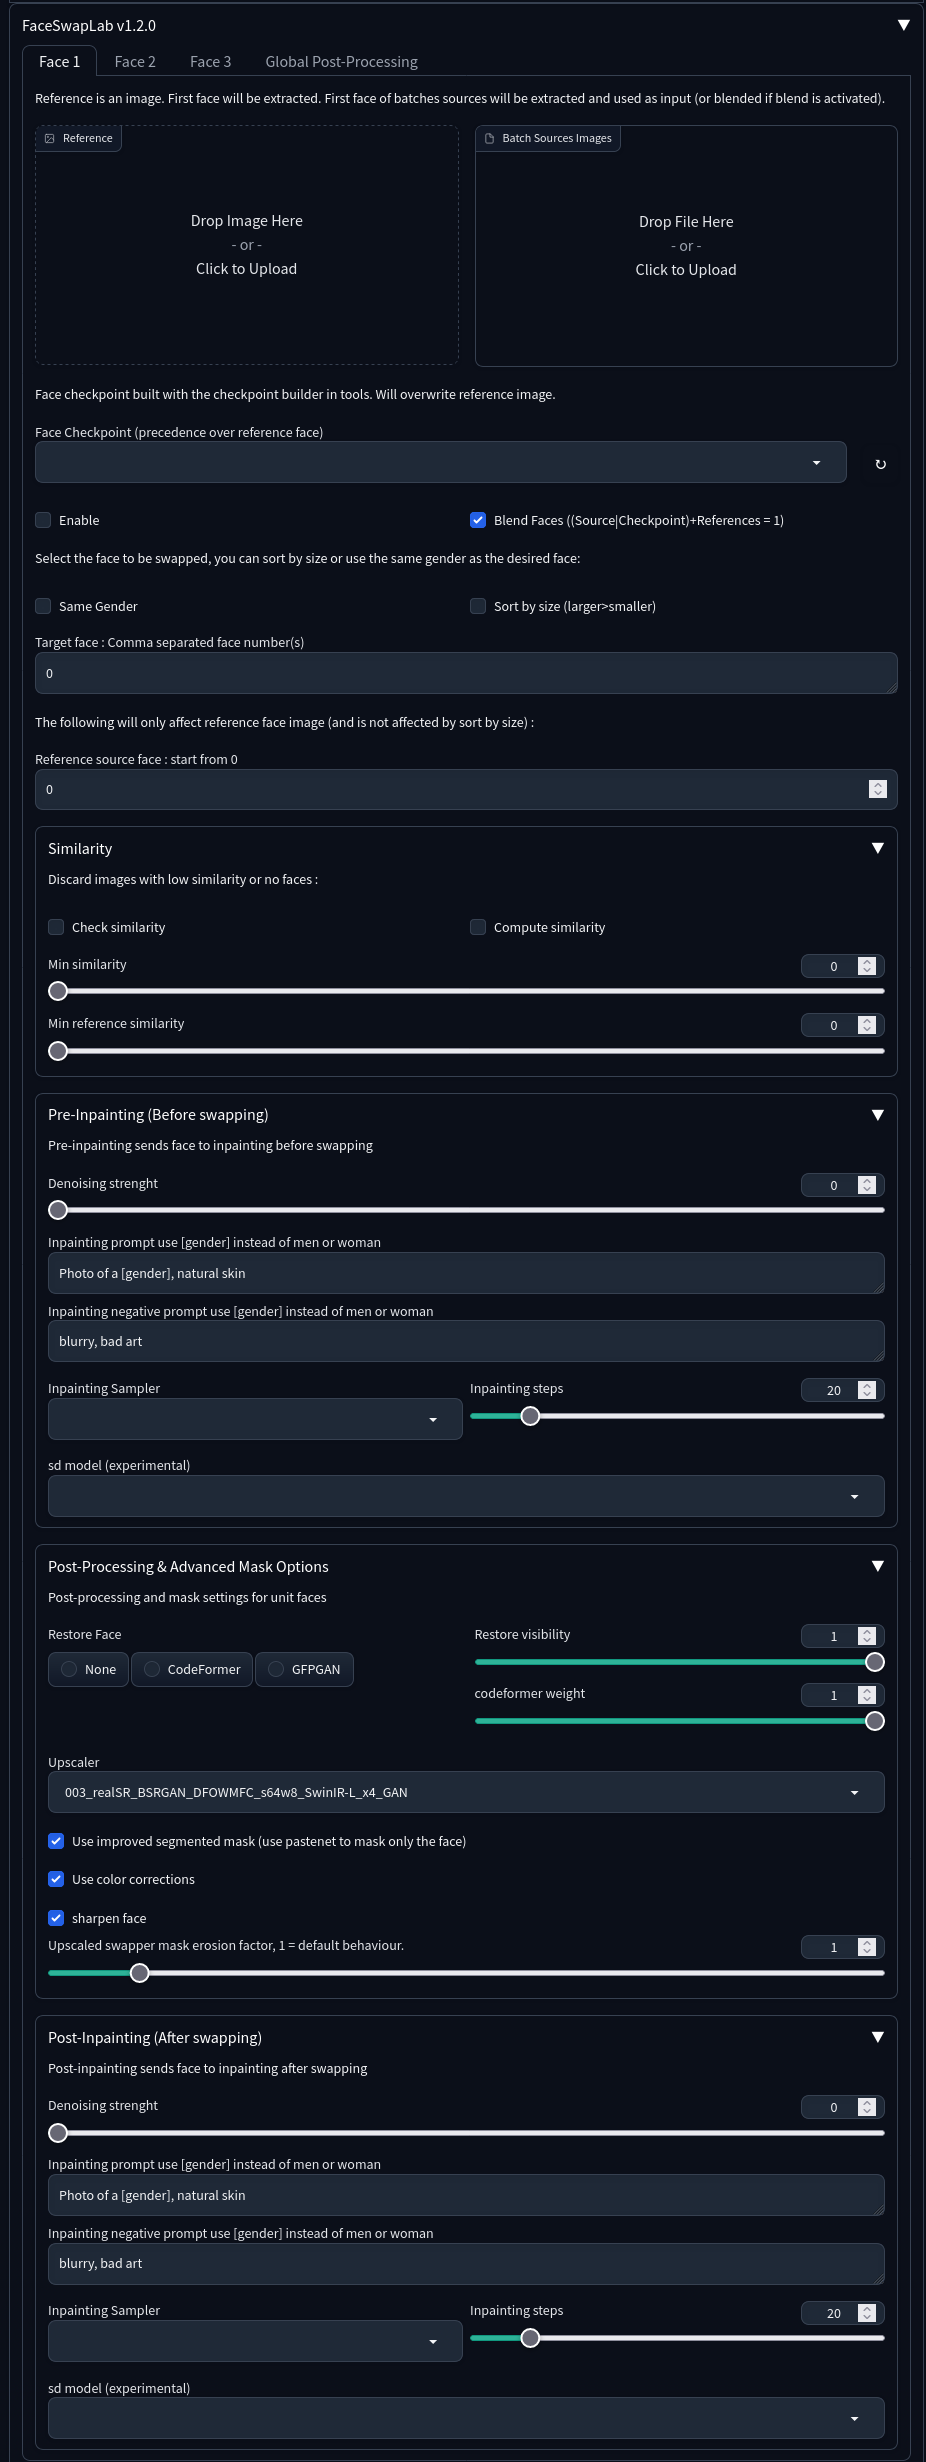 FaceSwapLab v1.2.0 ▼
Face 1 Face 2 Face 3 Global Post-Processing
Reference is an image. First face will be extracted. First face of batches sources will be extracted and used as input (or blended if blend is activated).
Reference
Drop Image Here
- or -
Click to Upload
Batch Sources Images
Drop File Here
- or -
Click to Upload
Face checkpoint built with the checkpoint builder in tools. Will overwrite reference image.
Face Checkpoint (precedence over reference face)
↻
Enable
Blend Faces ((Source|Checkpoint)+References = 1)
Select the face to be swapped, you can sort by size or use the same gender as the desired face:
Same Gender
Sort by size (larger>smaller)
Target face : Comma separated face number(s)
0
The following will only affect reference face image (and is not affected by sort by size) :
Reference source face : start from 0
0
Similarity ▼
Discard images with low similarity or no faces :
Check similarity
Compute similarity
Min similarity 0
Min reference similarity 0
Pre-Inpainting (Before swapping) ▼
Pre-inpainting sends face to inpainting before swapping
Denoising strenght 0
Inpainting prompt use [gender] instead of men or woman
Photo of a [gender], natural skin
Inpainting negative prompt use [gender] instead of men or woman
blurry, bad art
Inpainting Sampler
Inpainting steps 20
sd model (experimental)
Post-Processing & Advanced Mask Options ▼
Post-processing and mask settings for unit faces
Restore Face
None CodeFormer GFPGAN
Restore visibility 1
codeformer weight 1
Upscaler
003_realSR_BSRGAN_DFOWMFC_s64w8_SwinIR-L_x4_GAN
Use improved segmented mask (use pastenet to mask only the face)
Use color corrections
sharpen face
Upscaled swapper mask erosion factor, 1 = default behaviour. 1
Post-Inpainting (After swapping) ▼
Post-inpainting sends face to inpainting after swapping
Denoising strenght 0
Inpainting prompt use [gender] instead of men or woman
Photo of a [gender], natural skin
Inpainting negative prompt use [gender] instead of men or woman
blurry, bad art
Inpainting Sampler
Inpainting steps 20
sd model (experimental)